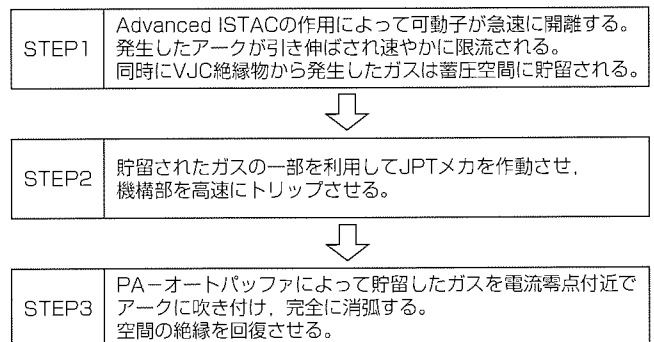 STEP1
Advanced ISTACの作用によって可動子が急速に開離する。
発生したアークが引き伸ばされ速やかに限流される。
同時にVJC絶縁物から発生したガスは蓄圧空間に貯留される。
STEP2
貯留されたガスの一部を利用してJPTメカを作動させ，
機構部を高速にトリップさせる。
STEP3
PA－オートパッファによって貯留したガスを電流零点付近で
アークに吹き付け，完全に消弧する。
空間の絶縁を回復させる。